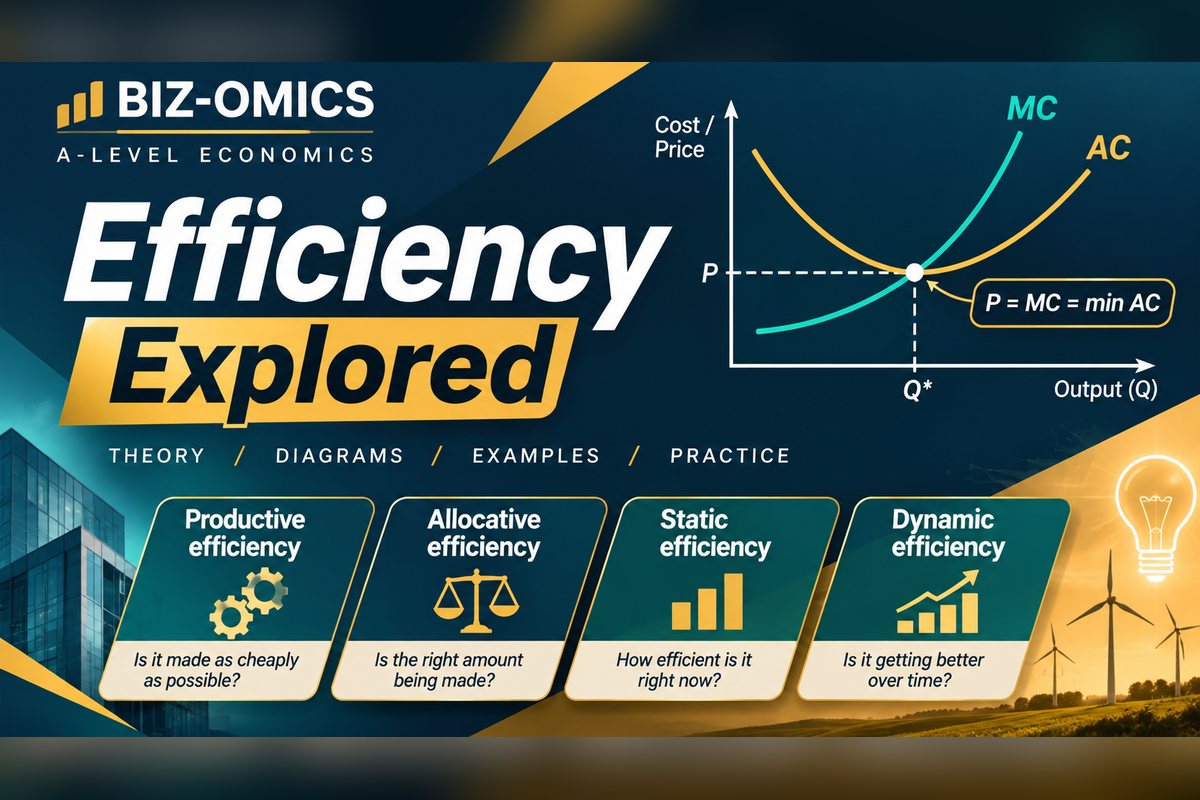 BIZ-OMICS
A-LEVEL ECONOMICS
Efficiency
Explored
THEORY / DIAGRAMS / EXAMPLES / PRACTICE
Cost /
Price
MC
AC
P
P = MC = min AC
Q*
Output (Q)
Productive
efficiency
Is it made as cheaply
as possible?
Allocative
efficiency
Is the right amount
being made?
Static
efficiency
How efficient is it
right now?
Dynamic
efficiency
Is it getting better
over time?